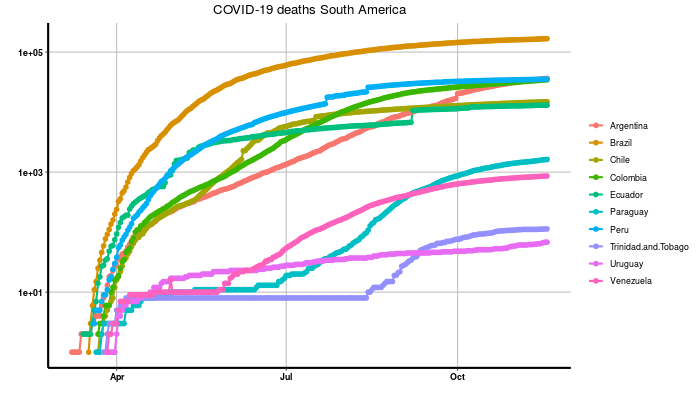 COVID-19 deaths South America
1e+05
1e+03
1e+01
Apr
Jul
Oct
Argentina
Brazil
Chile
Colombia
Ecuador
Paraguay
Peru
Trinidad.and.Tobago
Uruguay
Venezuela